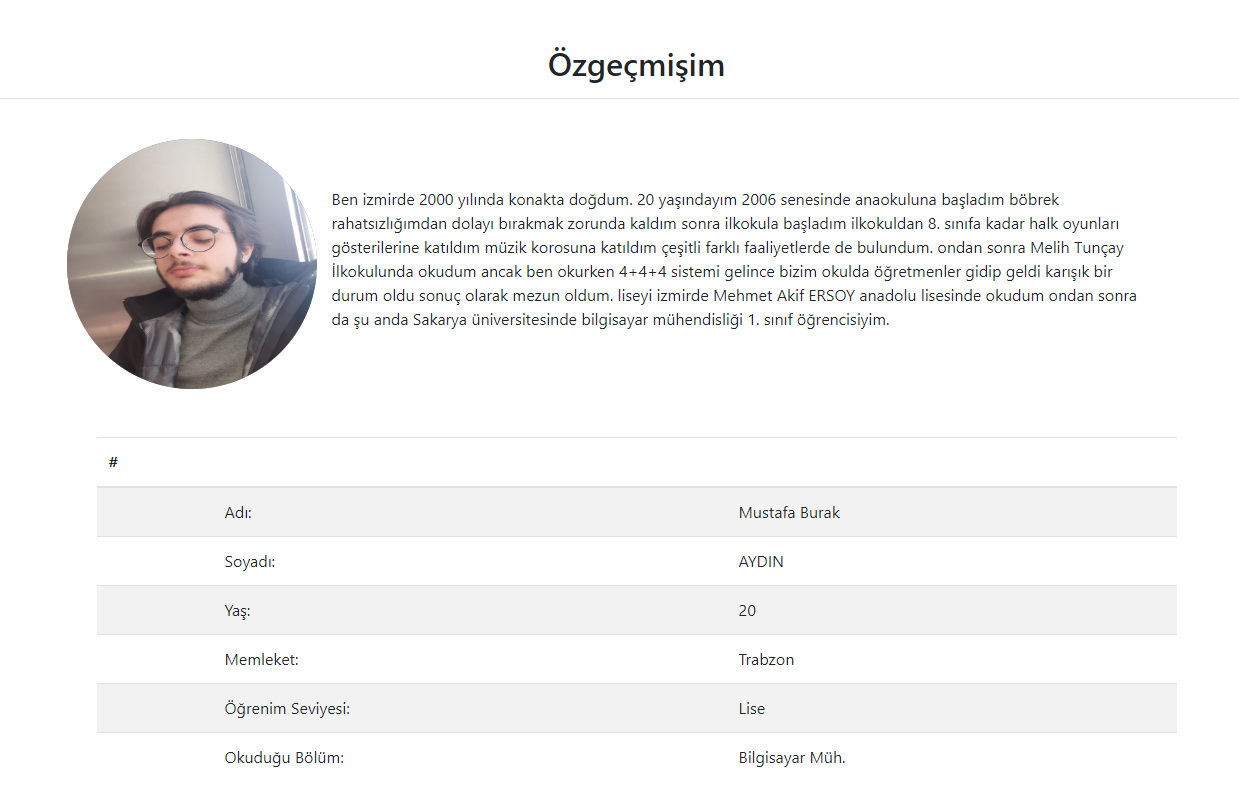 Özgeçmişim
Ben izmirde 2000 yılında konakta doğdum. 20 yaşındayım 2006 senesinde anaokuluna başladım böbrek
rahatsızlığımdan dolayı bırakmak zorunda kaldım sonra ilkokula başladım ilkokuldan 8. sınıfa kadar halk oyunları
gösterilerine katıldım müzik korosuna katıldım çeşitli farklı faaliyetlerde de bulundum. ondan sonra Melih Tunçay
İlkokulunda okudum ancak ben okurken 4+4+4 sistemi gelince bizim okulda öğretmenler gidip geldi karışık bir
durum oldu sonuç olarak mezun oldum. liseyi izmirde Mehmet Akif ERSOY anadolu lisesinde okudum ondan sonra
da şu anda Sakarya üniversitesinde bilgisayar mühendisliği 1. sınıf öğrencisiyim.
#
Adı: Mustafa Burak
Soyadı: AYDIN
Yaş: 20
Memleket: Trabzon
Öğrenim Seviyesi: Lise
Okuduğu Bölüm: Bilgisayar Müh.